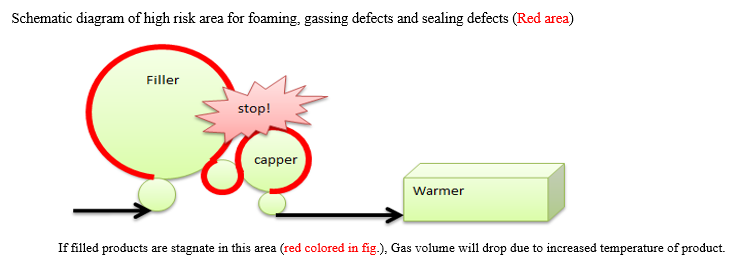 Schematic diagram of high risk area for foaming, gassing defects and sealing defects (Red area)
Filler
stop!
capper
Warmer
If filled products are stagnate in this area (red colored in fig.), Gas volume will drop due to increased temperature of product.